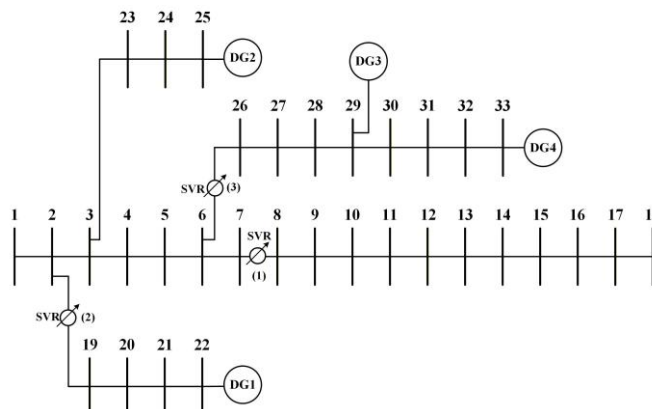 23 24 25
DG2
DG3
26 27 28 29 30 31 32 33
DG4
SVR (3)
1 2 3 4 5 6 7 8 9 10 11 12 13 14 15 16 17 1
SVR
(1)
SVR (2)
19 20 21 22
DG1